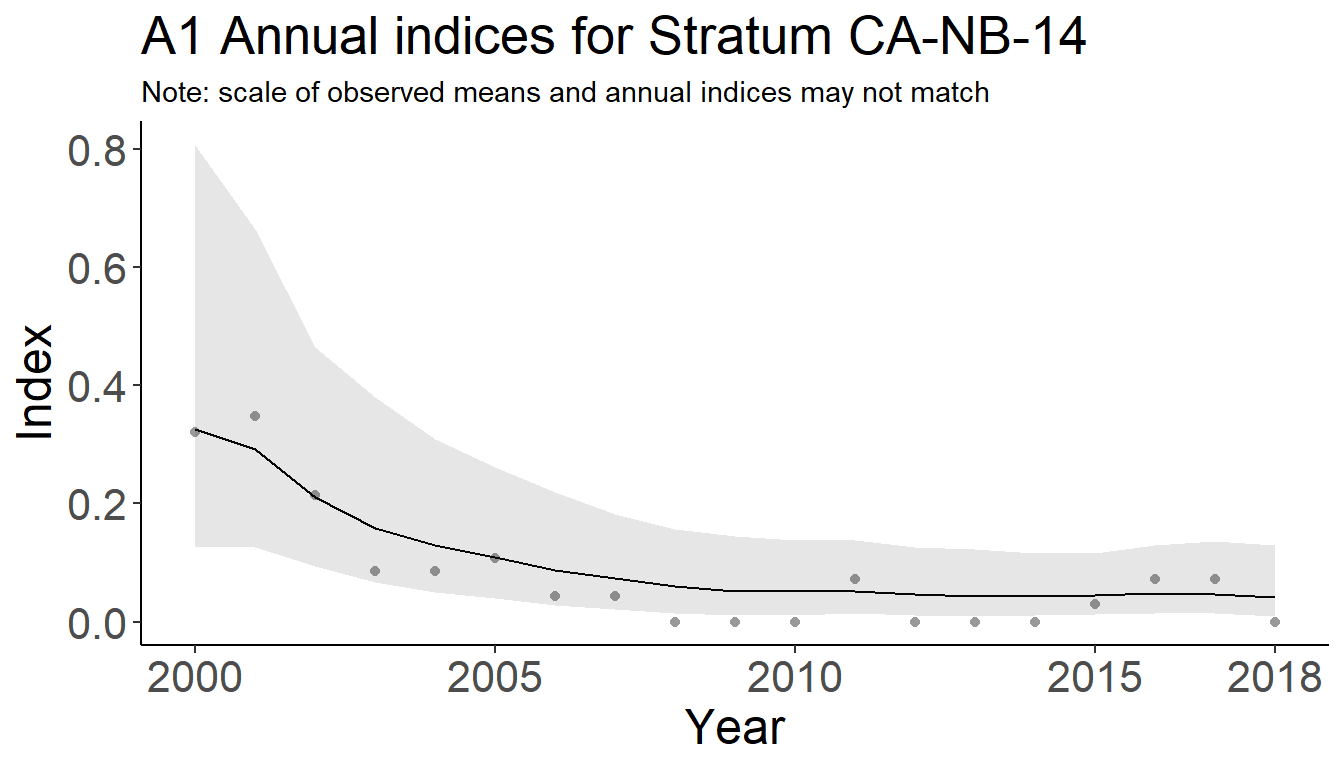 A1 Annual indices for Stratum CA-NB-14
Note: scale of observed means and annual indices may not match
0.8
0.6
0.4
0.2
0.0
Index
2000 2005 2010 2015 2018
Year